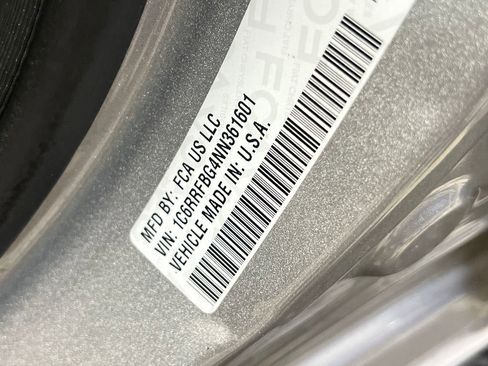 MFD BY: FCA US LLC
VIN: 1C6RRFBG4NN361601
VEHICLE MADE IN: U.S.A.